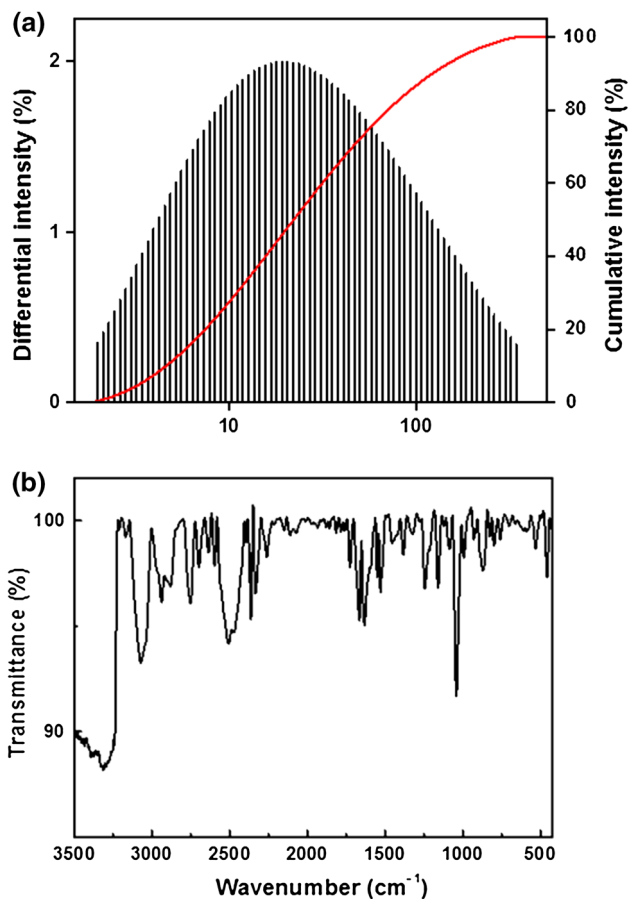 (a)
Differential intensity (%)
2
1
0
Cumulative intensity (%)
100
80
60
40
20
0
10 100
(b)
Transmittance (%)
100
90
3500 3000 2500 2000 1500 1000 500
Wavenumber (cm⁻¹)